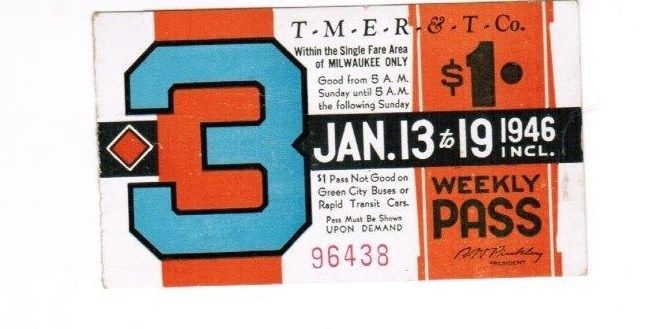 T-M-E-R-&-T-Co.
Within the Single Fare Area
of MILWAUKEE ONLY
Good from 5 A.M.
Sunday until 5 A.M.
the following Sunday
$1
3
JAN. 13 to 19 1946
INCL.
$1 Pass Not Good on
Green City Buses or
Rapid Transit Cars.
Pass Must Be Shown
UPON DEMAND
96438
WEEKLY
PASS
PRESIDENT